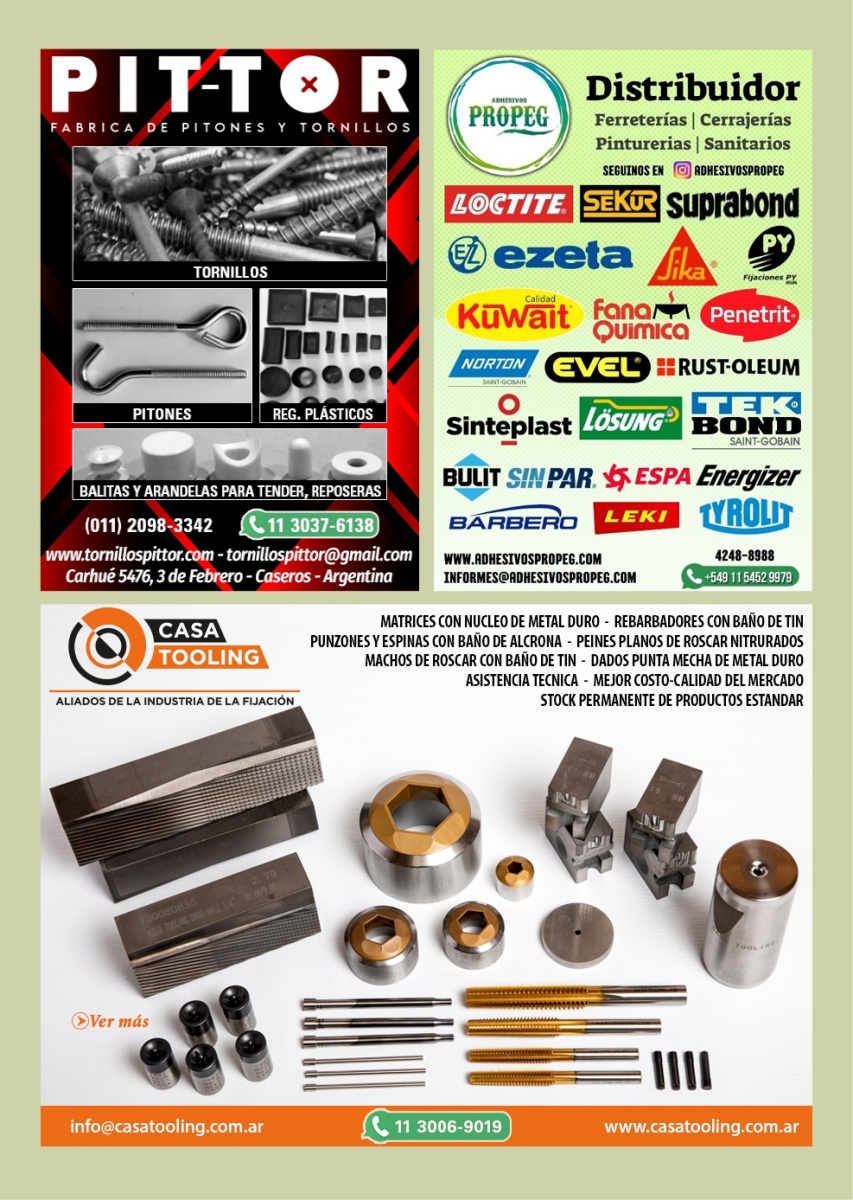 PIT-TOR
FABRICA DE PITONES Y TORNILLOS
TORNILLOS
PITONES
REG. PLÁSTICOS
BALITAS Y ARANDELAS PARA TENDER, REPOSERAS
(011) 2098-3342
11 3037-6138
www.tornillospittor.com - tornillospittor@gmail.com
Carhué 5476, 3 de Febrero - Caseros - Argentina
ADHESIVOS
PROPEG
Distribuidor
Ferreterías | Cerrajerías
Pinturerias | Sanitarios
SEGUINOS EN ADHESIVOSPROPEG
LOCTITE SEKUR suprabond
EZ ezeta Sika PY
Fijaciones PY
Calidad
Kuwait Fana Quimica Penetrit
NORTON EVEL RUST-OLEUM
SAINT-GOBAIN
Sinteplast LÖSUNG TEK BOND
SAINT-GOBAIN
BULIT SIN PAR. ESPA Energizer
BARBERO LEKI TYROLIT
WWW.ADHESIVOSPROPEG.COM
INFORMES@ADHESIVOSPROPEG.COM
4248-8988
+549 11 5452 9979
CASA
TOOLING
ALIADOS DE LA INDUSTRIA DE LA FIJACIÓN
MATRICES CON NUCLEO DE METAL DURO - REBARBADORES CON BAÑO DE TIN
PUNZONES Y ESPINAS CON BAÑO DE ALCRONA - PEINES PLANOS DE ROSCAR NITRURADOS
MACHOS DE ROSCAR CON BAÑO DE TIN - DADOS PUNTA MECHA DE METAL DURO
ASISTENCIA TECNICA - MEJOR COSTO-CALIDAD DEL MERCADO
STOCK PERMANENTE DE PRODUCTOS ESTANDAR
2.70
TOOLING
Ver más
info@casatooling.com.ar
11 3006-9019
www.casatooling.com.ar